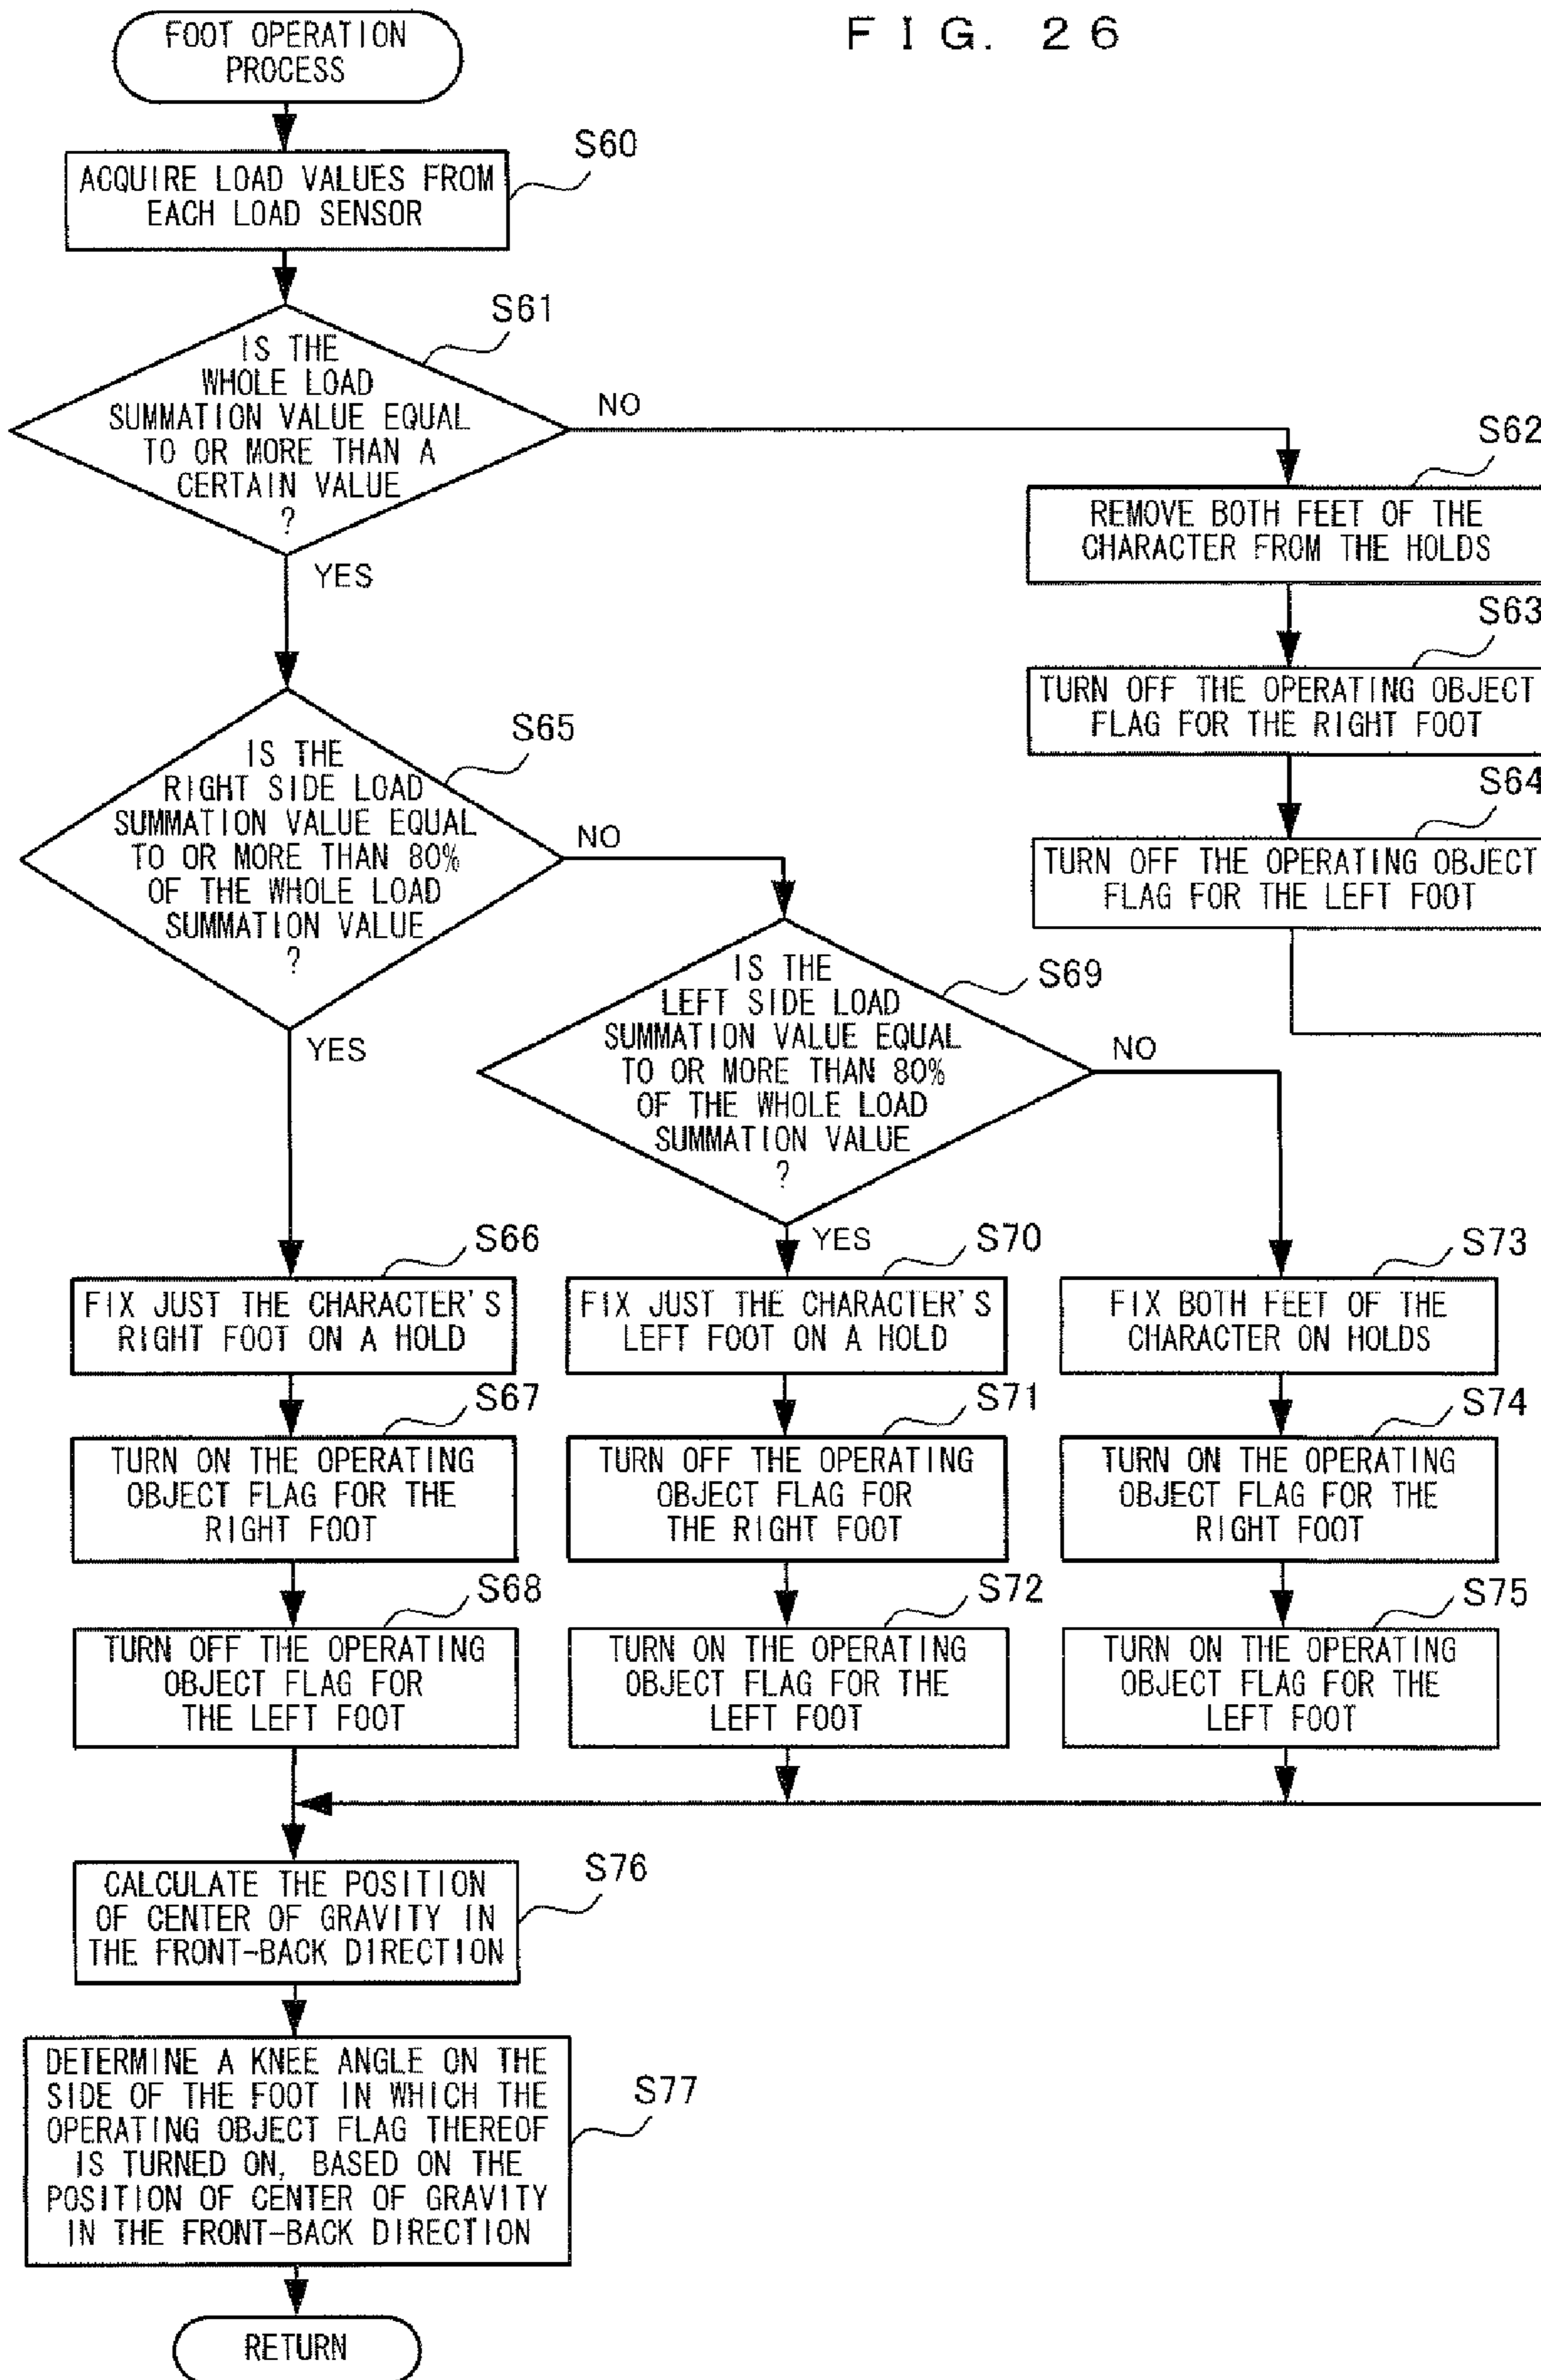 FIG. 26
FOOT OPERATION
PROCESS
S60
ACQUIRE LOAD VALUES FROM
EACH LOAD SENSOR
S61
IS THE
WHOLE LOAD
SUMMATION VALUE EQUAL
TO OR MORE THAN A
CERTAIN VALUE
?
NO
YES
S62
REMOVE BOTH FEET OF THE
CHARACTER FROM THE HOLDS
S63
TURN OFF THE OPERATING OBJECT
FLAG FOR THE RIGHT FOOT
S64
TURN OFF THE OPERATING OBJECT
FLAG FOR THE LEFT FOOT
S65
IS THE
RIGHT SIDE LOAD
SUMMATION VALUE EQUAL
TO OR MORE THAN 80%
OF THE WHOLE LOAD
SUMMATION VALUE
?
NO
YES
S69
IS THE
LEFT SIDE LOAD
SUMMATION VALUE EQUAL
TO OR MORE THAN 80%
OF THE WHOLE LOAD
SUMMATION VALUE
?
NO
YES
S66
FIX JUST THE CHARACTER'S
RIGHT FOOT ON A HOLD
S67
TURN ON THE OPERATING
OBJECT FLAG FOR THE
RIGHT FOOT
S68
TURN OFF THE OPERATING
OBJECT FLAG FOR
THE LEFT FOOT
S70
FIX JUST THE CHARACTER'S
LEFT FOOT ON A HOLD
S71
TURN OFF THE OPERATING
OBJECT FLAG FOR
THE RIGHT FOOT
S72
TURN ON THE OPERATING
OBJECT FLAG FOR THE
LEFT FOOT
S73
FIX BOTH FEET OF THE
CHARACTER ON HOLDS
S74
TURN ON THE OPERATING
OBJECT FLAG FOR THE
RIGHT FOOT
S75
TURN ON THE OPERATING
OBJECT FLAG FOR THE
LEFT FOOT
S76
CALCULATE THE POSITION
OF CENTER OF GRAVITY IN
THE FRONT-BACK DIRECTION
S77
DETERMINE A KNEE ANGLE ON THE
SIDE OF THE FOOT IN WHICH THE
OPERATING OBJECT FLAG THEREOF
IS TURNED ON, BASED ON THE
POSITION OF CENTER OF GRAVITY
IN THE FRONT-BACK DIRECTION
RETURN